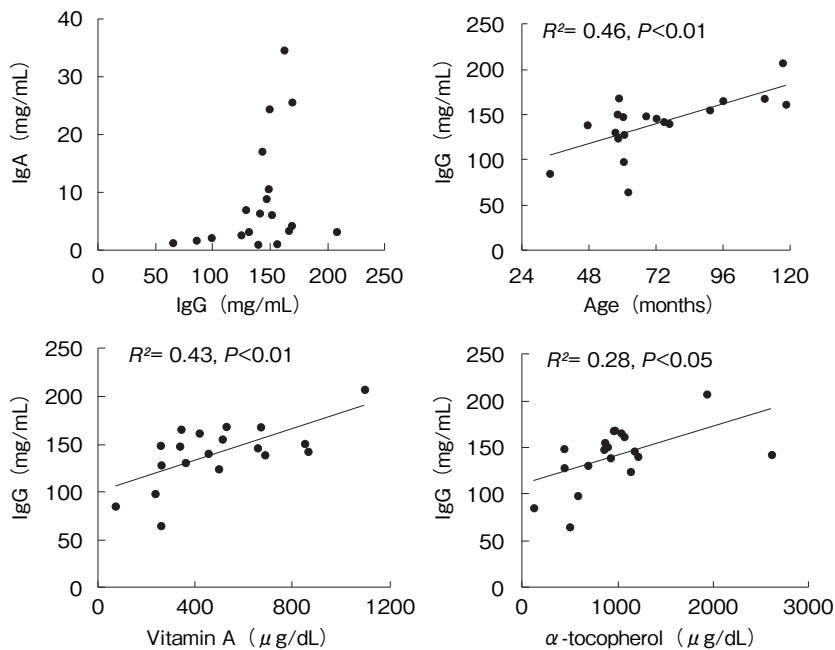 40
30
20
10
0
IgA (mg/mL)
0 50 100 150 200 250
IgG (mg/mL)
R²= 0.46, P<0.01
250
200
150
100
50
0
IgG (mg/mL)
24 48 72 96 120
Age (months)
R²= 0.43, P<0.01
250
200
150
100
50
0
IgG (mg/mL)
0 400 800 1200
Vitamin A (μg/dL)
R²= 0.28, P<0.05
250
200
150
100
50
0
IgG (mg/mL)
0 1000 2000 3000
α-tocopherol (μg/dL)